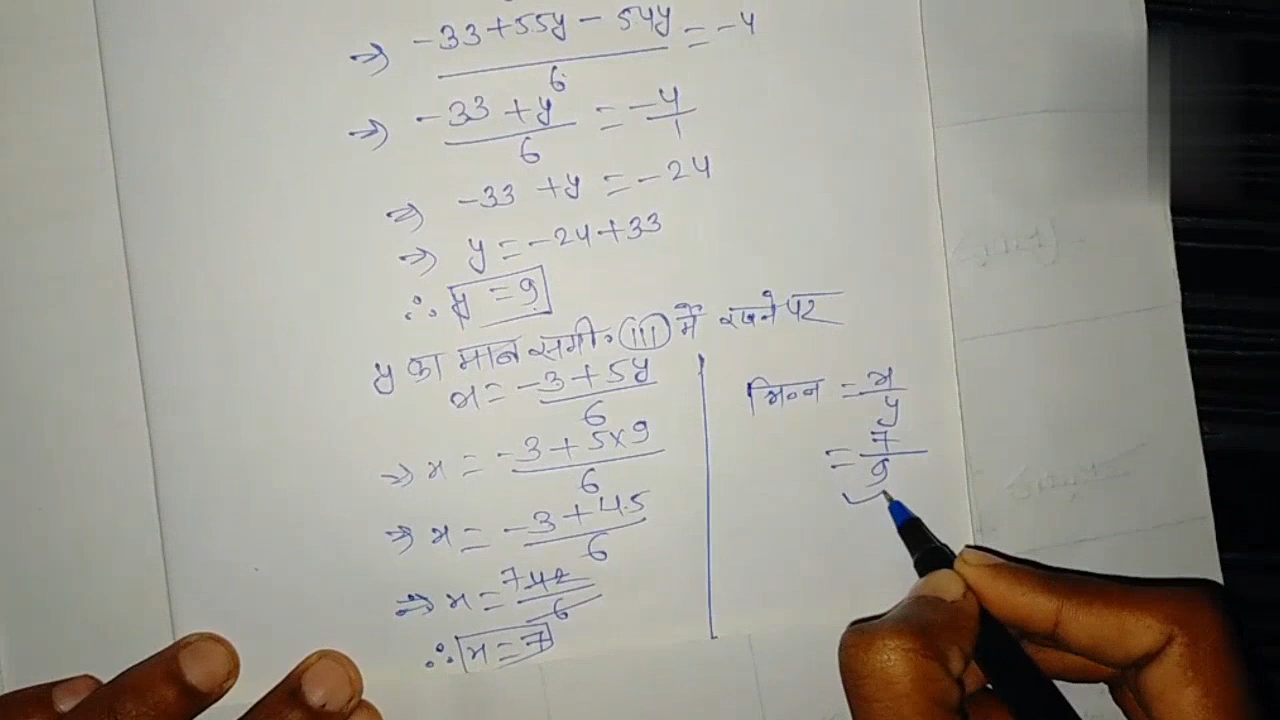 ⇒ -33+55y-54y/6 = -4
⇒ -33+y/6 = -4/1
⇒ -33 +y = -24
⇒ y = -24+33
∴ y = 9
y का मान समी. (III) में रखने पर
x = -3+5y/6
⇒ x = -3+5×9/6
⇒ x = -3+45/6
⇒ x = 7 42/6
∴ x = 7
भिन्न = x/y
= 7/9